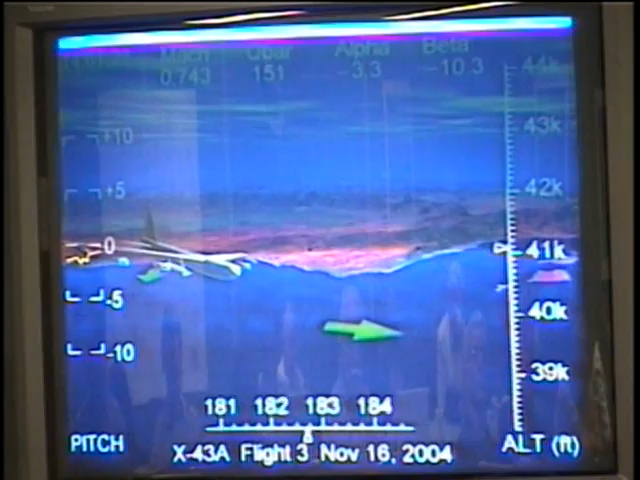 Mach Qbar Alpha Beta
0.743 151 -3.3 -10.3
44k
+10 43k
+5 42k
0 41k
-5 40k
-10 39k
181 182 183 184
PITCH X-43A Flight 3 Nov 16, 2004 ALT (ft)